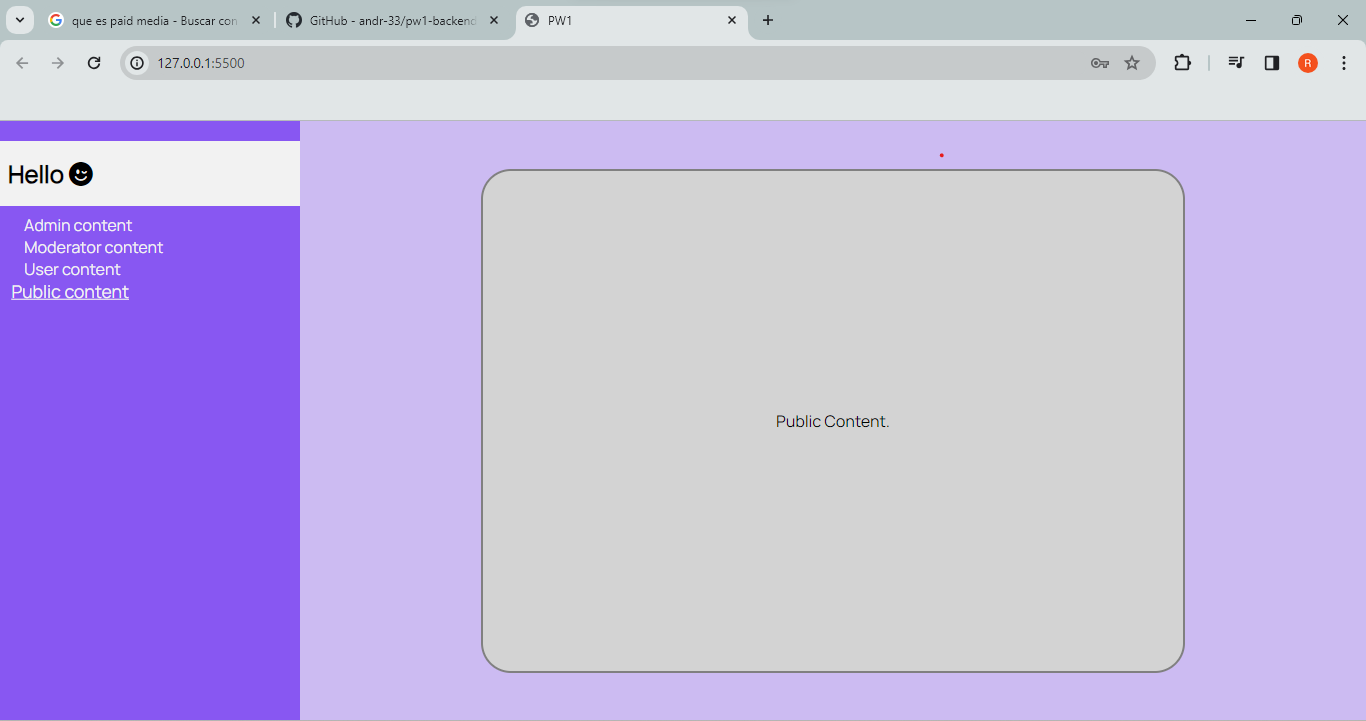 que es paid media - Buscar con
GitHub - andr-33/pw1-backend
PW1
127.0.0.1:5500
R
Hello
Admin content
Moderator content
User content
Public content
Public Content.